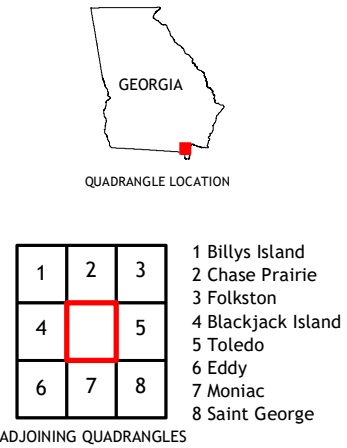 GEORGIA
QUADRANGLE LOCATION
1 2 3
4 5
6 7 8
1 Billys Island
2 Chase Prairie
3 Folkston
4 Blackjack Island
5 Toledo
6 Eddy
7 Moniac
8 Saint George
ADJOINING QUADRANGLES